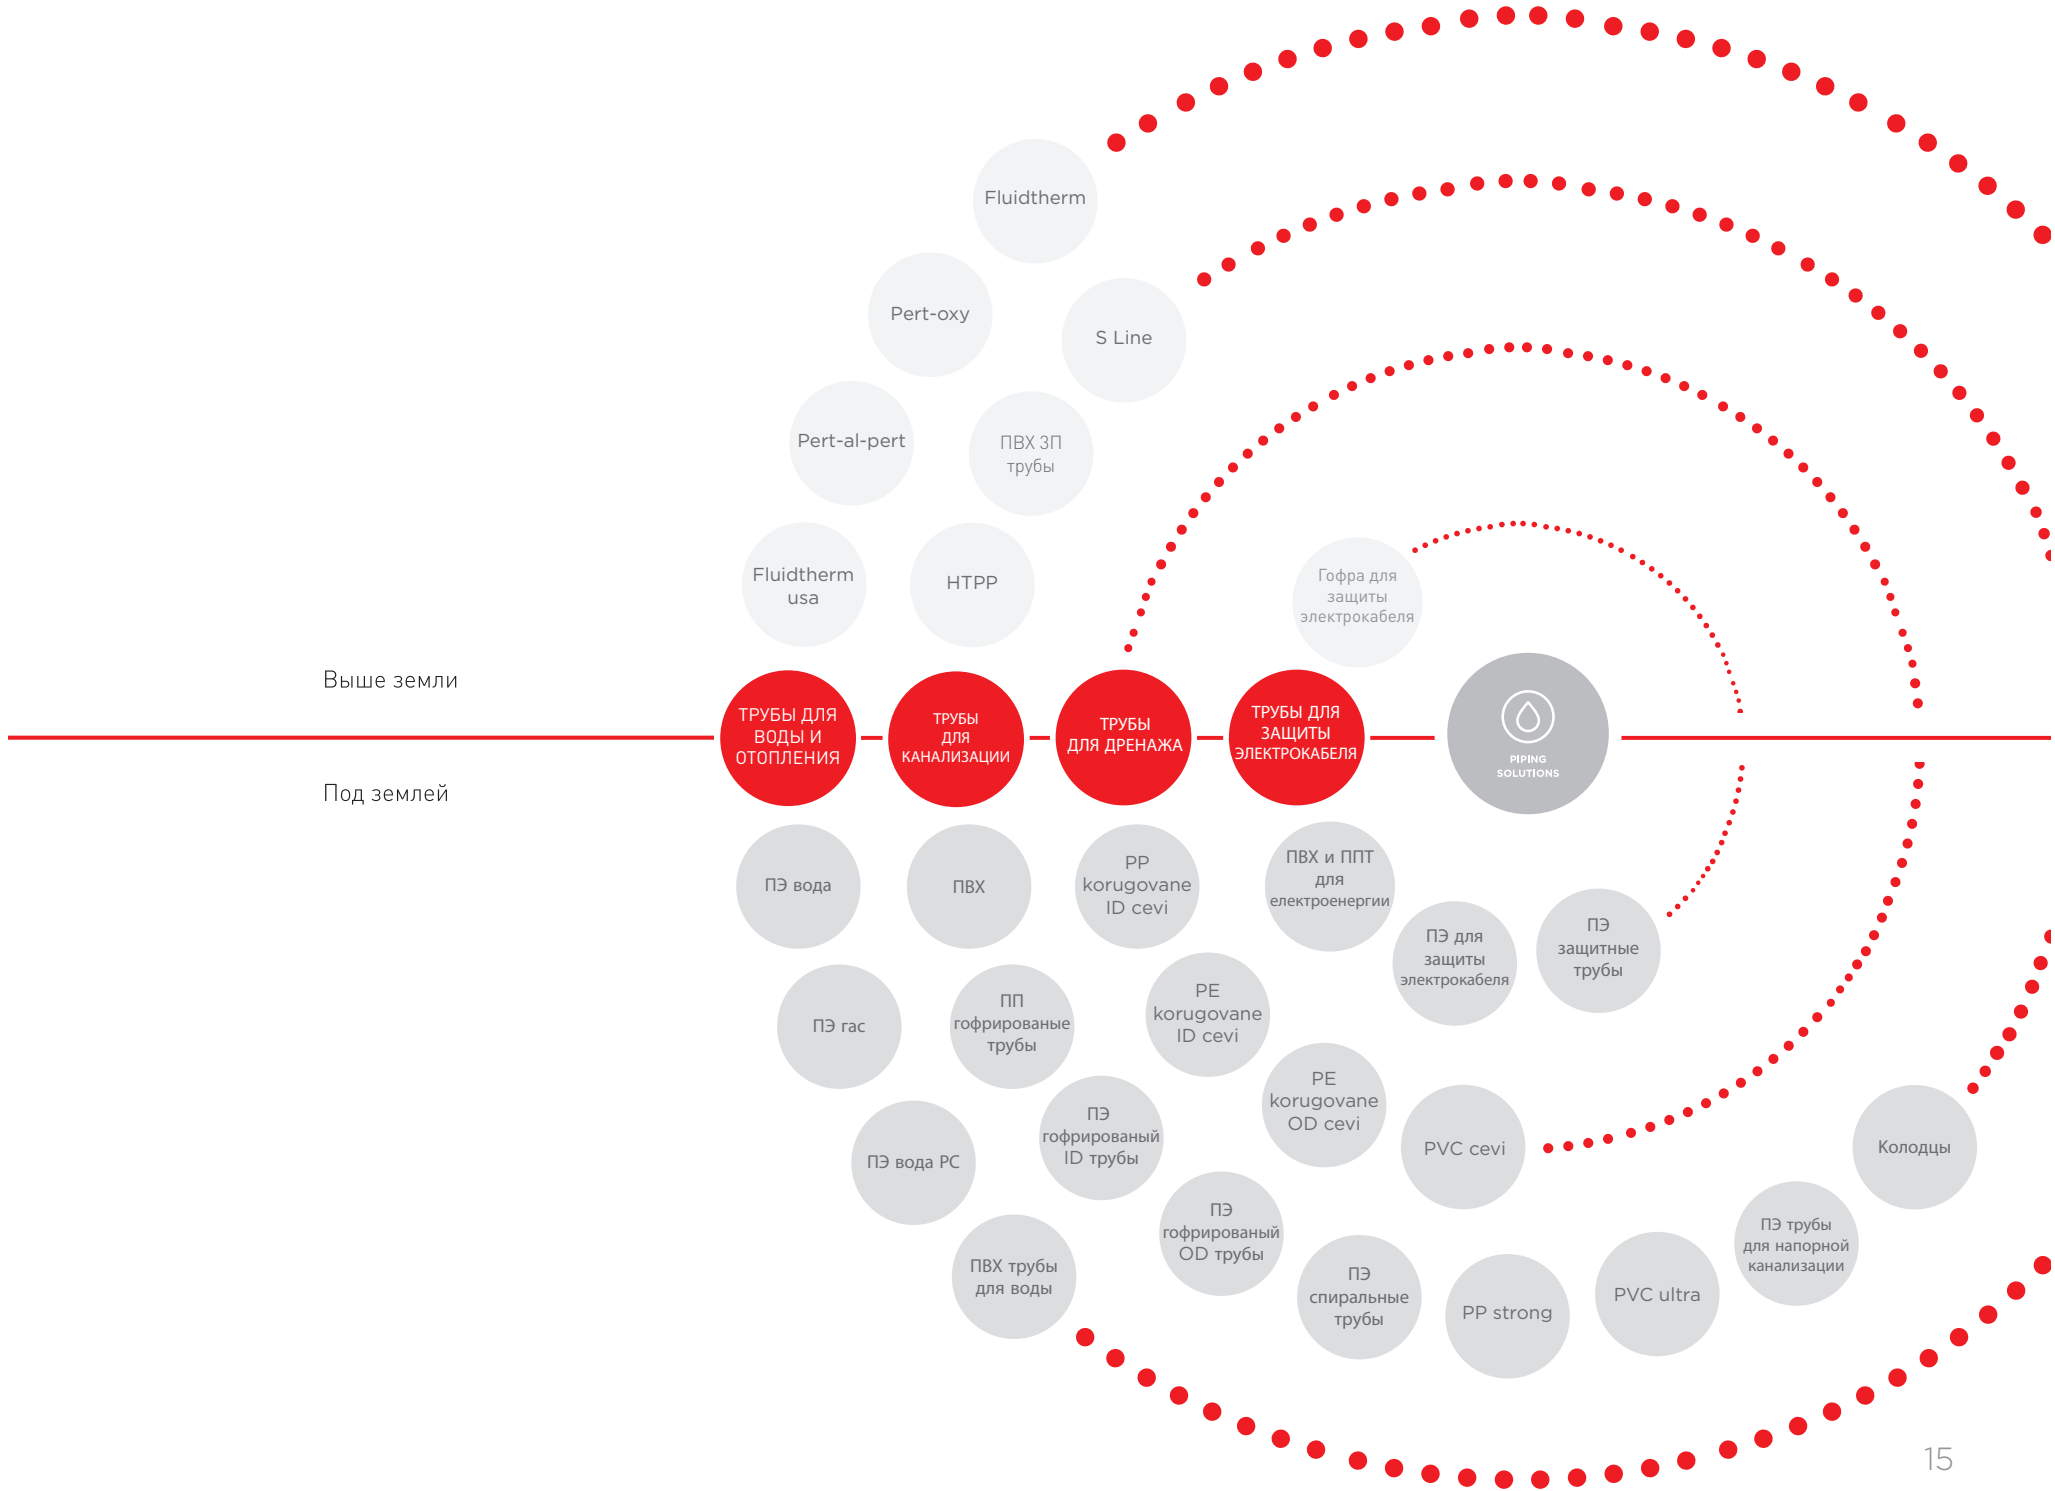 Fluidtherm
Pert-oxy
S Line
Pert-al-pert
ПВХ 3П
трубы
Fluidtherm
usa
HTPP
Гофра для
защиты
электрокабеля
Выше земли
ТРУБЫ ДЛЯ
ВОДЫ И
ОТОПЛЕНИЯ
ТРУБЫ
ДЛЯ
КАНАЛИЗАЦИИ
ТРУБЫ
ДЛЯ ДРЕНАЖА
ТРУБЫ ДЛЯ
ЗАЩИТЫ
ЭЛЕКТРОКАБЕЛЯ
PIPING
SOLUTIONS
Под землей
ПЭ вода
ПВХ
PP
korugovane
ID cevi
ПВХ и ППТ
для
електроенергии
ПЭ для
защиты
электрокабеля
ПЭ
защитные
трубы
ПЭ гас
ПП
гофрированые
трубы
PE
korugovane
ID cevi
PE
korugovane
OD cevi
PVC cevi
Колодцы
ПЭ вода РС
ПЭ
гофрированый
ID трубы
ПЭ
гофрированый
OD трубы
ПВХ трубы
для воды
ПЭ
спиральные
трубы
PP strong
PVC ultra
ПЭ трубы
для напорной
канализации
15